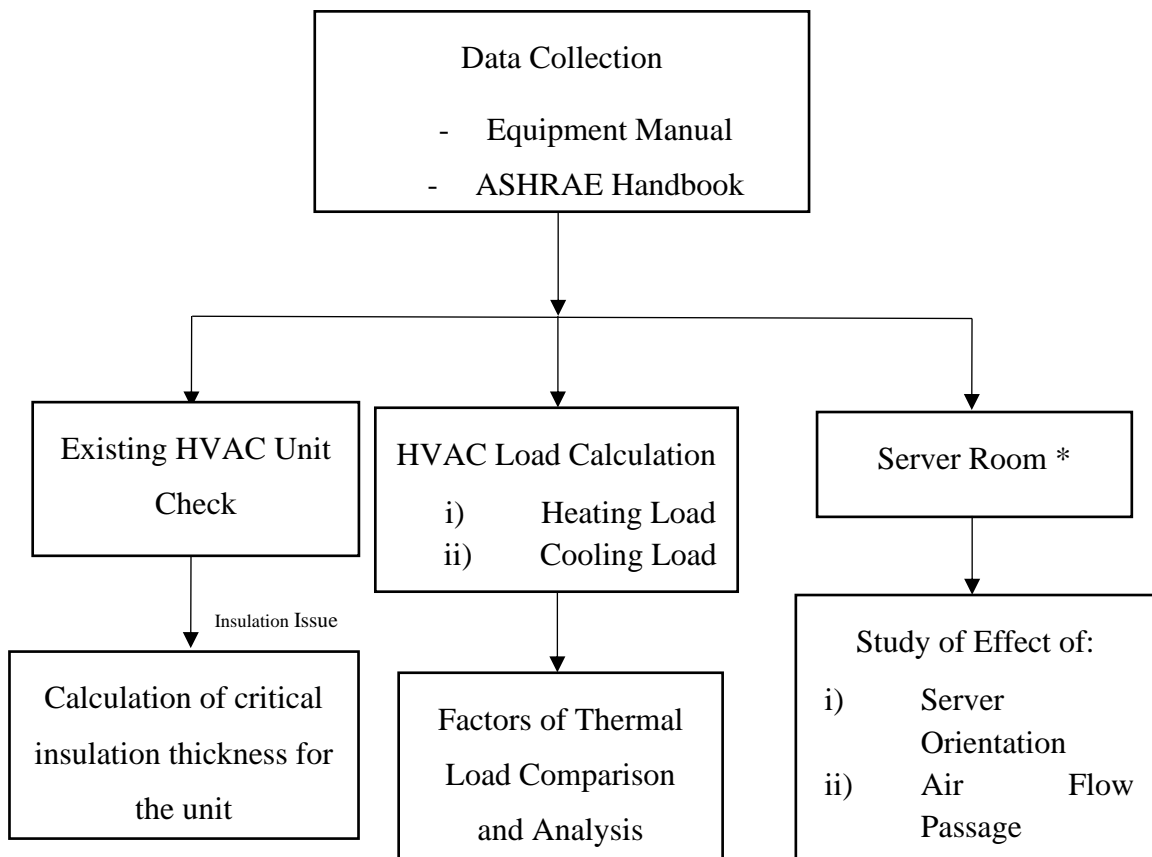 Data Collection
- Equipment Manual
- ASHRAE Handbook
Existing HVAC Unit
Check
HVAC Load Calculation
i) Heating Load
ii) Cooling Load
Server Room *
Insulation Issue
Calculation of critical
insulation thickness for
the unit
Factors of Thermal
Load Comparison
and Analysis
Study of Effect of:
i) Server
Orientation
ii) Air Flow
Passage